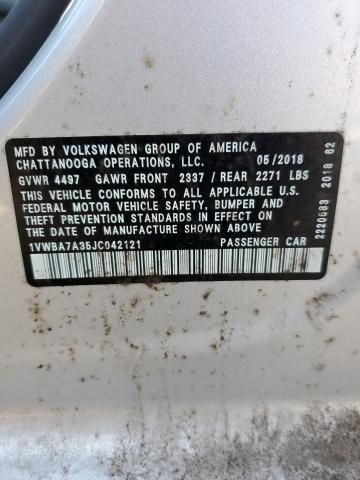 MFD BY VOLKSWAGEN GROUP OF AMERICA
CHATTANOOGA OPERATIONS, LLC. 05/2018
GVWR 4497 GAWR FRONT 2337 / REAR 2271 LBS
THIS VEHICLE CONFORMS TO ALL APPLICABLE U.S.
FEDERAL MOTOR VEHICLE SAFETY, BUMPER AND
THEFT PREVENTION STANDARDS IN EFFECT ON
THE DATE OF MANUFACTURE SHOWN ABOVE
1VWBA7A35JC042121 PASSENGER CAR
2220683 2018 62